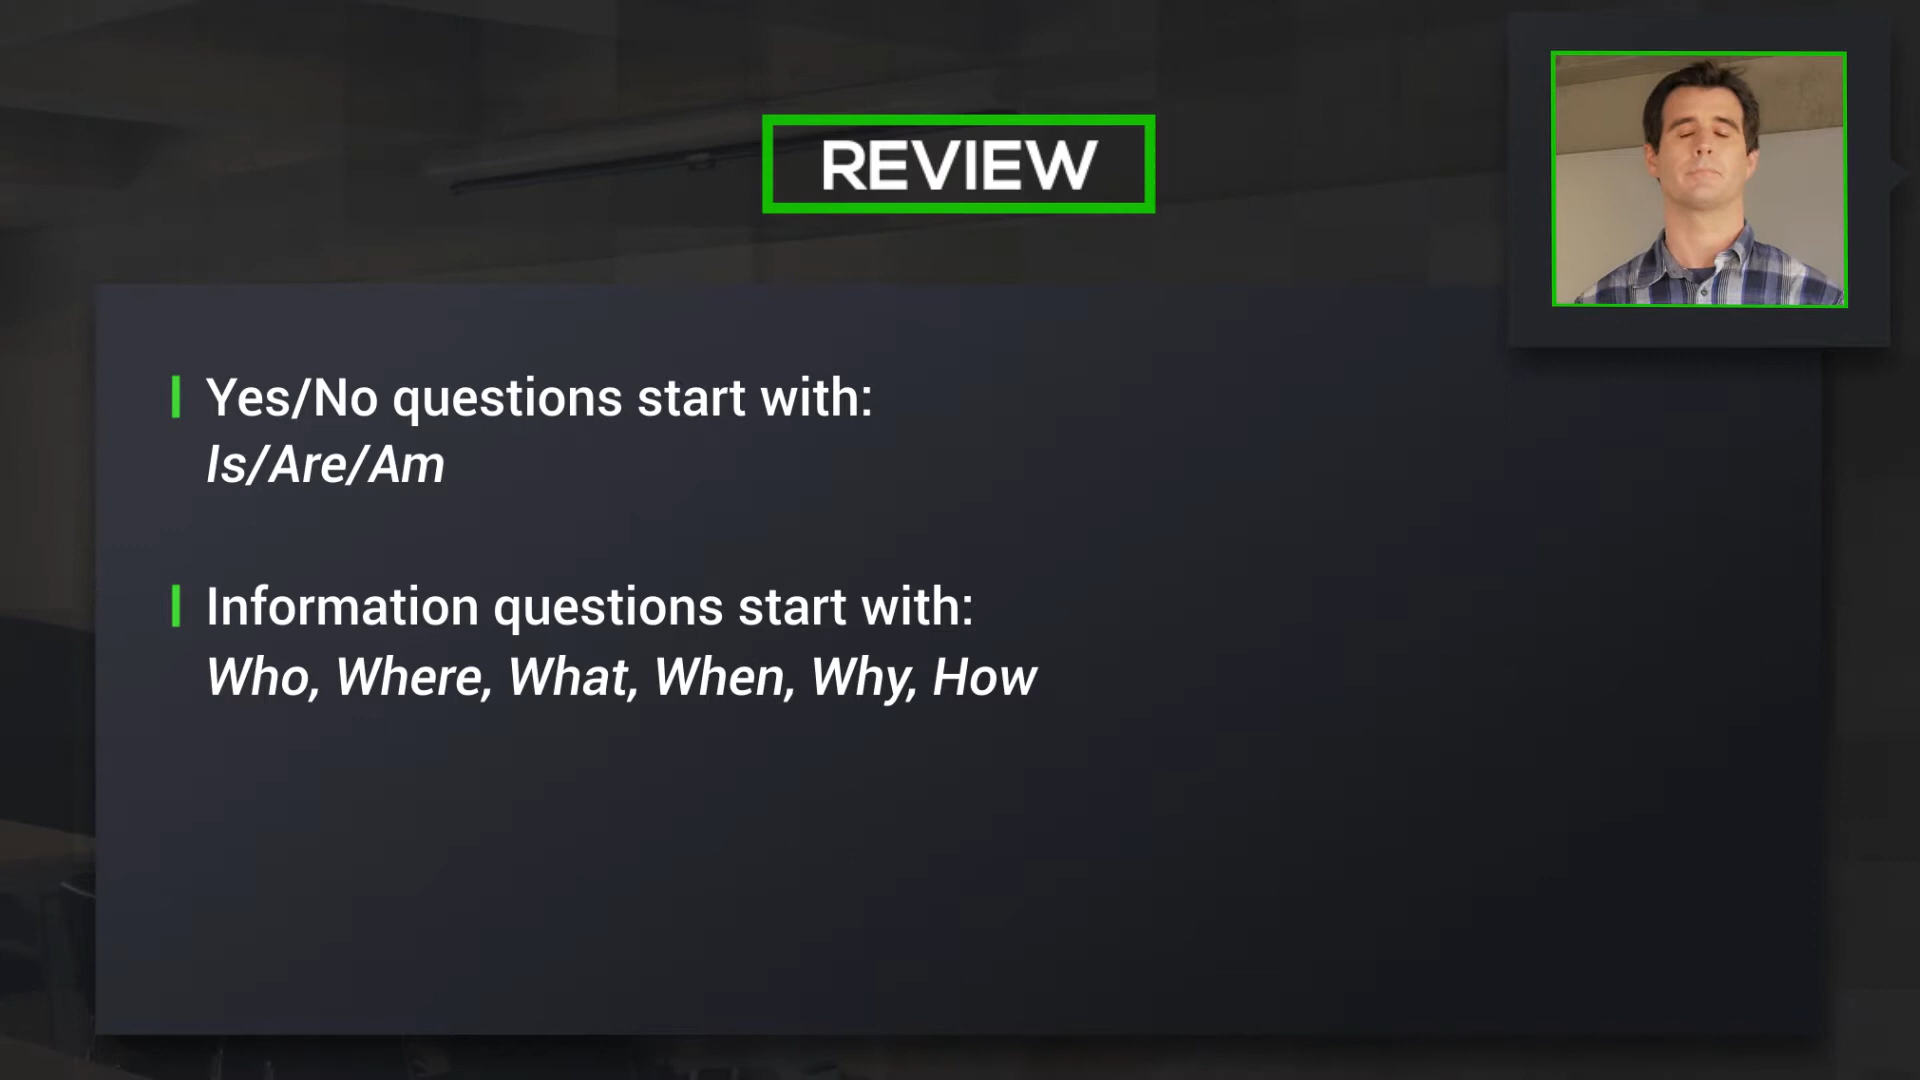 REVIEW
Yes/No questions start with:
Is/Are/Am
Information questions start with:
Who, Where, What, When, Why, How